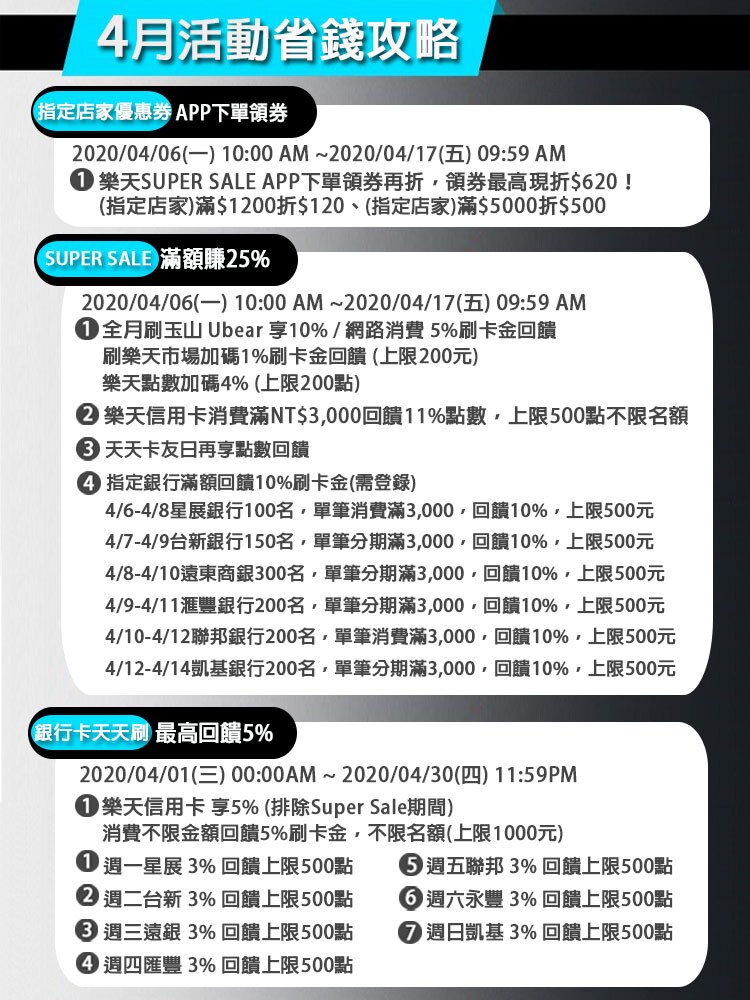 4月活動省錢攻略
指定店家優惠券 APP下單領券
2020/04/06(一) 10:00 AM ~2020/04/17(五) 09:59 AM
❶ 樂天SUPER SALE APP下單領券再折，領券最高現折$620！
(指定店家)滿$1200折$120、(指定店家)滿$5000折$500
SUPER SALE 滿額賺25%
2020/04/06(一) 10:00 AM ~2020/04/17(五) 09:59 AM
❶ 全月刷玉山 Ubear 享10% / 網路消費 5%刷卡金回饋
刷樂天市場加碼1%刷卡金回饋 (上限200元)
樂天點數加碼4% (上限200點)
❷ 樂天信用卡消費滿NT$3,000回饋11%點數，上限500點不限名額
❸ 天天卡友日再享點數回饋
❹ 指定銀行滿額回饋10%刷卡金(需登錄)
4/6-4/8星展銀行100名，單筆消費滿3,000，回饋10%，上限500元
4/7-4/9台新銀行150名，單筆分期滿3,000，回饋10%，上限500元
4/8-4/10遠東商銀300名，單筆分期滿3,000，回饋10%，上限500元
4/9-4/11滙豐銀行200名，單筆分期滿3,000，回饋10%，上限500元
4/10-4/12聯邦銀行200名，單筆消費滿3,000，回饋10%，上限500元
4/12-4/14凱基銀行200名，單筆分期滿3,000，回饋10%，上限500元
銀行卡天天刷 最高回饋5%
2020/04/01(三) 00:00AM ~ 2020/04/30(四) 11:59PM
❶ 樂天信用卡 享5% (排除Super Sale期間)
消費不限金額回饋5%刷卡金，不限名額(上限1000元)
❶ 週一星展 3% 回饋上限500點
❷ 週二台新 3% 回饋上限500點
❸ 週三遠銀 3% 回饋上限500點
❹ 週四匯豐 3% 回饋上限500點
❺ 週五聯邦 3% 回饋上限500點
❻ 週六永豐 3% 回饋上限500點
❼ 週日凱基 3% 回饋上限500點